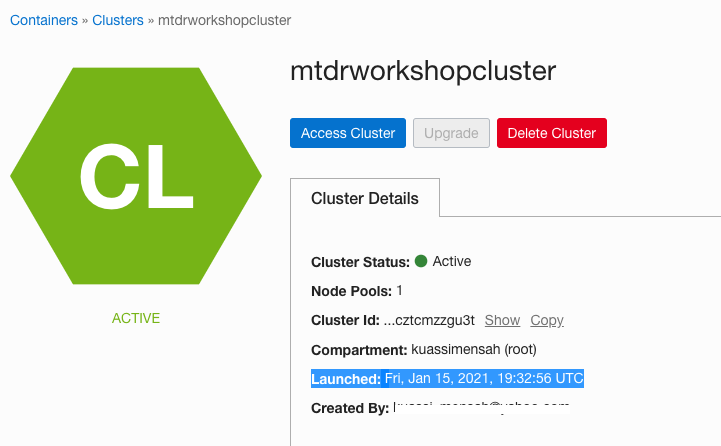 Containers » Clusters » mtdrworkshopcluster
mtdrworkshopcluster
CL
ACTIVE
Access Cluster Upgrade Delete Cluster
Cluster Details
Cluster Status: Active
Node Pools: 1
Cluster Id: ...cztcmzzgu3t Show Copy
Compartment: kuassimensah (root)
Launched: Fri, Jan 15, 2021, 19:32:56 UTC
Created By: